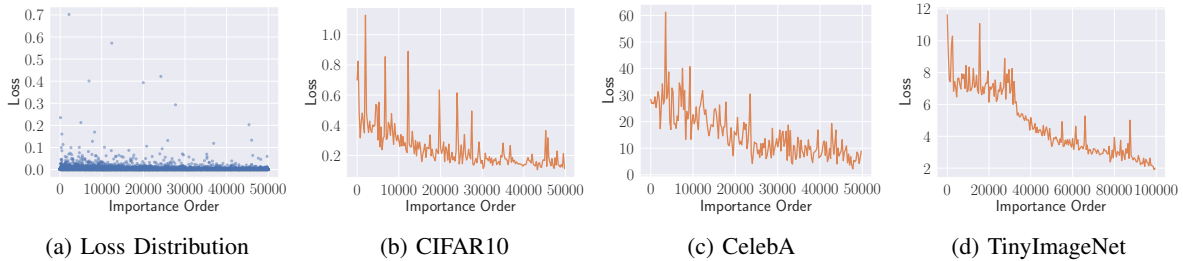 0.7
0.6
0.5
0.4
0.3
0.2
0.1
0.0
Loss
0 10000 20000 30000 40000 50000
Importance Order
(a) Loss Distribution
1.0
0.8
0.6
0.4
0.2
Loss
0 10000 20000 30000 40000 50000
Importance Order
(b) CIFAR10
60
50
40
30
20
10
0
Loss
0 10000 20000 30000 40000 50000
Importance Order
(c) CelebA
12
10
8
6
4
2
Loss
0 20000 40000 60000 80000 100000
Importance Order
(d) TinyImageNet